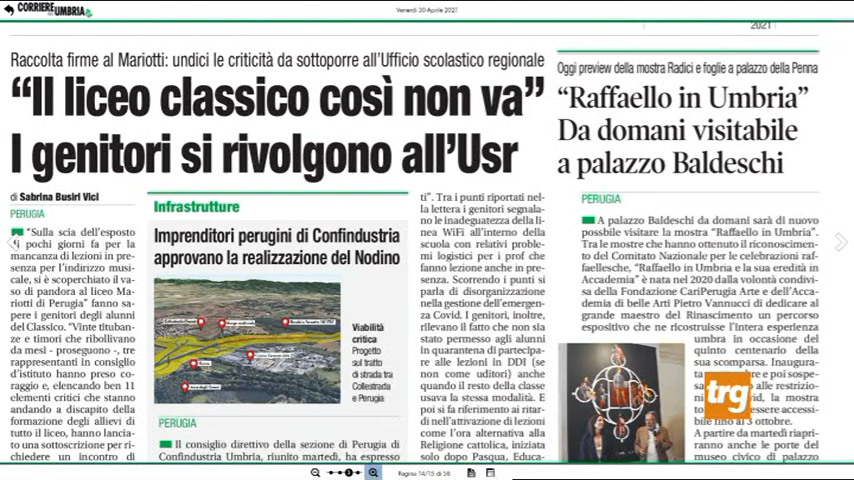 CORRIERE
UMBRIA
Venerdì 30 Aprile 2021
2021
Raccolta firme al Mariotti: undici le criticità da sottoporre all'Ufficio scolastico regionale
“Il liceo classico così non va”
I genitori si rivolgono all'Usr
di Sabrina Busiri Vici
PERUGIA
"Sulla scia dell'esposto
di pochi giorni fa per la
mancanza di lezioni in pre-
senza per l'indirizzo musica-
le, si è scoperchiato il vaso
di pandora al liceo Ma-
riotti di Perugia" fanno sa-
pere i genitori degli alunni
del Classico. "Vinte tituban-
ze e timori che ribollivano
da mesi - proseguono -, tre
rappresentanti in consiglio
d'istituto hanno preso co-
raggio e, elencando ben 11
elementi critici che stanno
andando a discapito della
formazione degli allievi di
tutto il liceo, hanno lancia-
to una sottoscrizione per ri-
chiedere un incontro di
Infrastrutture
Imprenditori perugini di Confindustria
approvano la realizzazione del Nodino
Viabilità
critica
Progetto
sul tratto
di strada tra
Collestrada
e Perugia
PERUGIA
Il consiglio direttivo della sezione di Perugia di
Confindustria Umbria, riunito martedì, ha espresso
ti". Tra i punti riportati nel-
la lettera i genitori segnala-
no le inadeguatezza della li-
nea WiFi all'interno della
scuola con relativi proble-
mi logistici per i prof che
fanno lezione anche in pre-
senza. Scorrendo i punti si
parla di disorganizzazione
nella gestione dell'emergen-
za Covid. I genitori, inoltre,
rilevano il fatto che non sia
stato permesso agli alunni
in quarantena di partecipa-
re alle lezioni in DDI (se
non come uditori) anche
quando il resto della classe
usava la stessa modalità. E
poi si fa riferimento ai ritar-
di nell'attivazione di lezioni
come l'ora alternativa alla
Religione cattolica, iniziata
solo dopo Pasqua, Educa-
Oggi preview della mostra Radici e foglie a palazzo della Penna
“Raffaello in Umbria”
Da domani visitabile
a palazzo Baldeschi
PERUGIA
A palazzo Baldeschi da domani sarà di nuovo
possbile visitare la mostra "Raffaello in Umbria".
Tra le mostre che hanno ottenuto il riconoscimen-
to del Comitato Nazionale per le celebrazioni raf-
faellesche, "Raffaello in Umbria e la sua eredità in
Accademia" è nata nel 2020 dalla volontà condivi-
sa della Fondazione CariPerugia Arte e dell'Acca-
demia di belle Arti Pietro Vannucci di dedicare al
grande maestro del Rinascimento un percorso
espositivo che ne ricostruisse l'intera esperienza
umbra in occasione del
quinto centenario della
sua scomparsa. Inaugura-
e poi sospe-
alle restrizio-
la mostra
essere accessi-
bile fino al 3 ottobre.
A partire da martedì riapri-
ranno anche le porte del
museo civico di palazzo
trg
Pagina 14/15 di 56